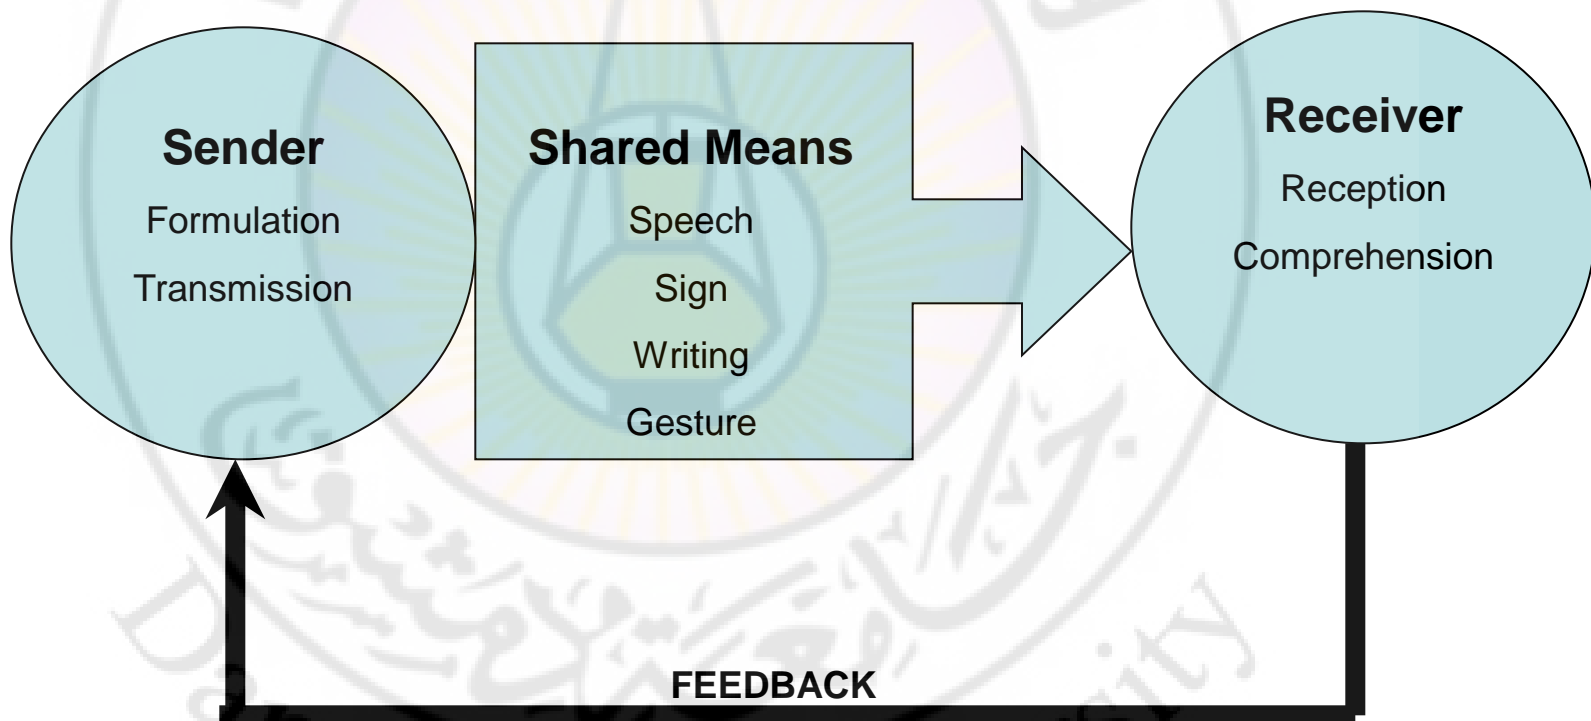 Sender
Formulation
Transmission
Shared Means
Speech
Sign
Writing
Gesture
Receiver
Reception
Comprehension
FEEDBACK